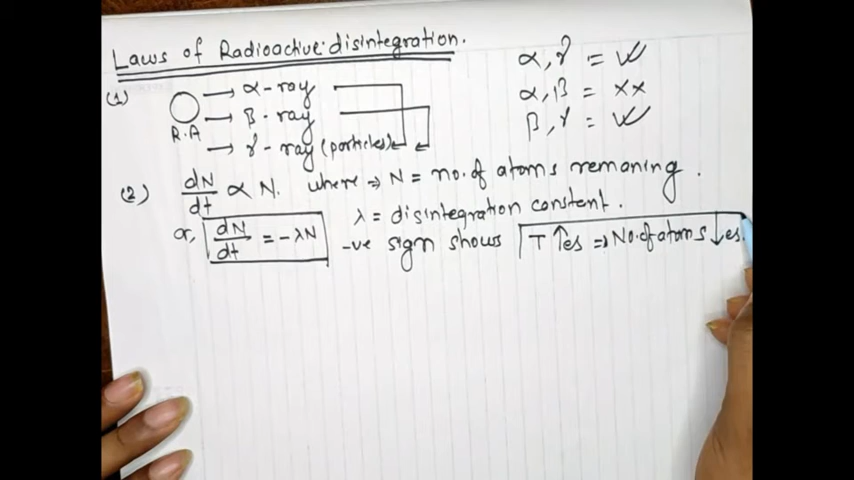 Laws of Radioactive disintegration.
(1) R.A
→ α-ray
→ β-ray
→ γ-ray (particles)
α, γ = ✓✓
α, β = ××
β, γ = ✓✓
(2) dN/dt ∝ N. where ⇒ N = no. of atoms remaning.
λ = disintegration constant.
or, dN/dt = -λN -ve sign shows T↑es ⇒ No. of atoms ↓es.